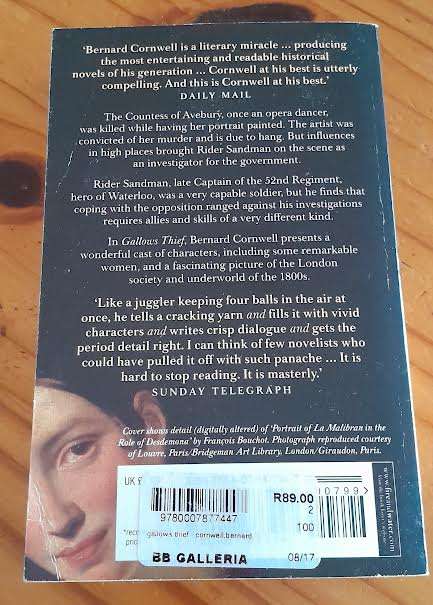 ‘Bernard Cornwell is a literary miracle ... producing
the most entertaining and readable historical
novels of his generation ... Cornwell at his best is utterly
compelling. And this is Cornwell at his best.’
DAILY MAIL
The Countess of Avebury, once an opera dancer,
was killed while having her portrait painted. The artist was
convicted of her murder and is due to hang. But influences
in high places brought Rider Sandman on the scene as
an investigator for the government.
Rider Sandman, late Captain of the 52nd Regiment,
hero of Waterloo, was a very capable soldier, but he finds that
coping with the opposition ranged against his investigations
requires allies and skills of a very different kind.
In Gallows Thief, Bernard Cornwell presents a
wonderful cast of characters, including some remarkable
women, and a fascinating picture of the London
society and underworld of the 1800s.
‘Like a juggler keeping four balls in the air at
once, he tells a cracking yarn and fills it with vivid
characters and writes crisp dialogue and gets the
period detail right. I can think of few novelists who
could have pulled it off with such panache ... It is
hard to stop reading. It is masterly.’
SUNDAY TELEGRAPH
Cover shows detail (digitally altered) of ‘Portrait of La Malibran in the
Role of Desdemona’ by François Bouchot. Photograph reproduced courtesy
of Louvre, Paris/Bridgeman Art Library, London/Giraudon, Paris.
UK
9780007877447
R89.00
2
100
gallows thief cornwell,bernard
BB GALLERIA
08/17
10799>
www.fireandwater.com